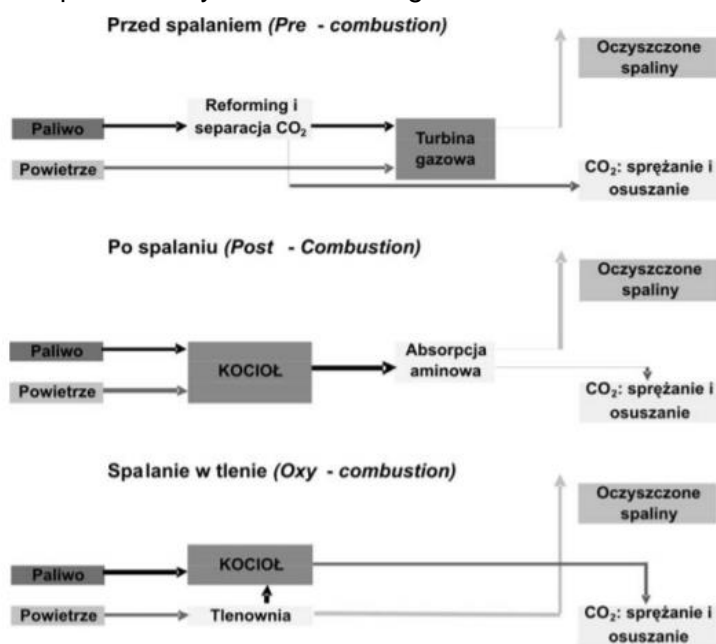 Przed spalaniem (Pre - combustion)
Oczyszczone
spaliny
Reforming i
separacja CO₂
Paliwo
Turbina
gazowa
Powietrze
CO₂: sprężanie i
osuszanie
Po spalaniu (Post - Combustion)
Oczyszczone
spaliny
Paliwo
KOCIOŁ
Absorpcja
aminowa
Powietrze
CO₂: sprężanie i
osuszanie
Spalanie w tlenie (Oxy - combustion)
Oczyszczone
spaliny
KOCIOŁ
Paliwo
Powietrze
Tlenownia
CO₂: sprężanie i
osuszanie